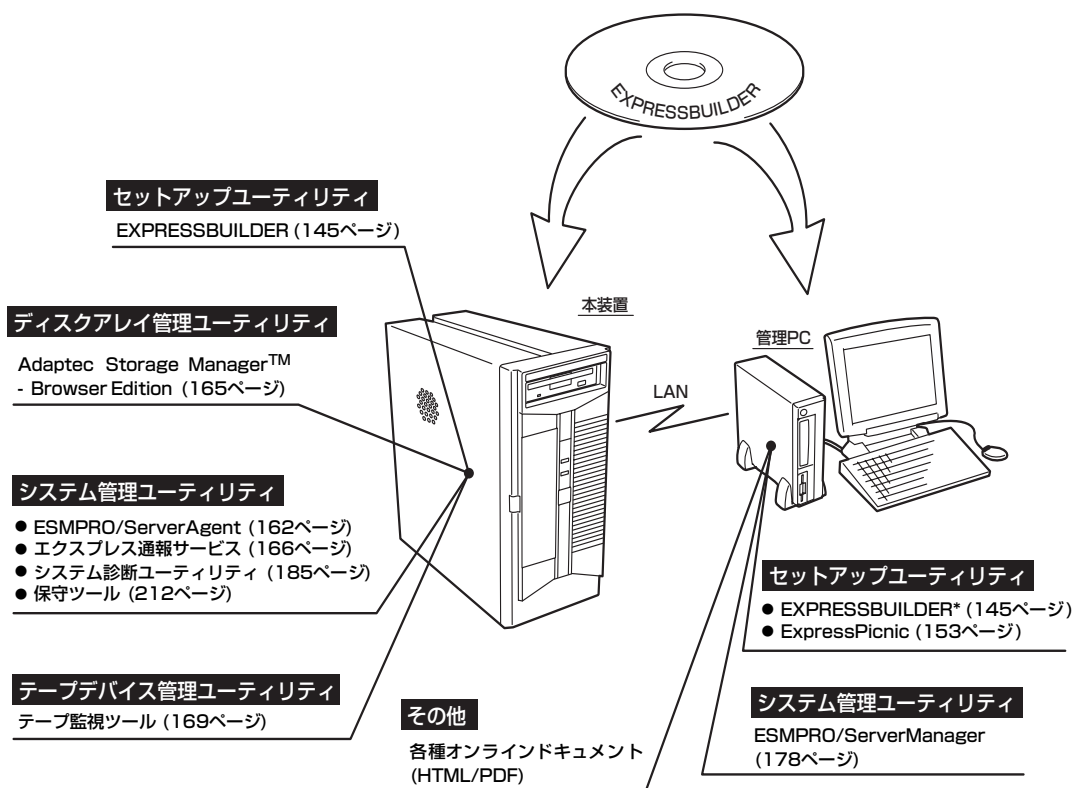 EXPRESSBUILDER
セットアップユーティリティ
EXPRESSBUILDER (145ページ)
ディスクアレイ管理ユーティリティ
Adaptec Storage Manager™
- Browser Edition (165ページ)
システム管理ユーティリティ
● ESMPRO/ServerAgent (162ページ)
● エクスプレス通報サービス (166ページ)
● システム診断ユーティリティ (185ページ)
● 保守ツール (212ページ)
テープデバイス管理ユーティリティ
テープ監視ツール (169ページ)
本装置
LAN
管理PC
セットアップユーティリティ
● EXPRESSBUILDER* (145ページ)
● ExpressPicnic (153ページ)
システム管理ユーティリティ
ESMPRO/ServerManager
(178ページ)
その他
各種オンラインドキュメント
(HTML/PDF)